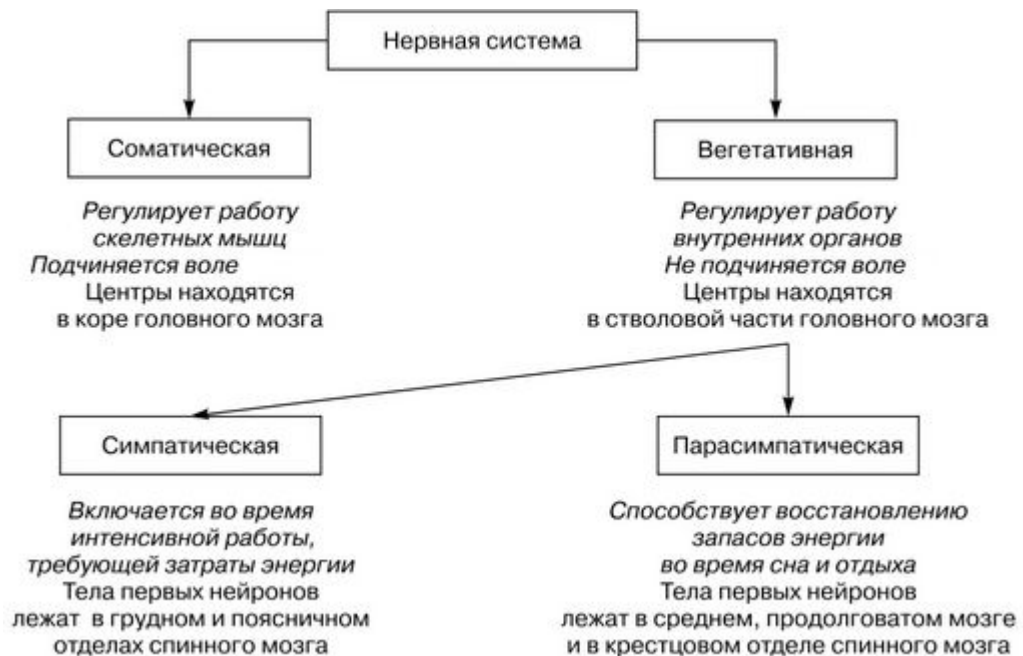 Нервная система
Соматическая
Регулирует работу
скелетных мышц
Подчиняется воле
Центры находятся
в коре головного мозга
Вегетативная
Регулирует работу
внутренних органов
Не подчиняется воле
Центры находятся
в стволовой части головного мозга
Симпатическая
Включается во время
интенсивной работы,
требующей затраты энергии
Тела первых нейронов
лежат в грудном и поясничном
отделах спинного мозга
Парасимпатическая
Способствует восстановлению
запасов энергии
во время сна и отдыха
Тела первых нейронов
лежат в среднем, продолговатом мозге
и в крестцовом отделе спинного мозга